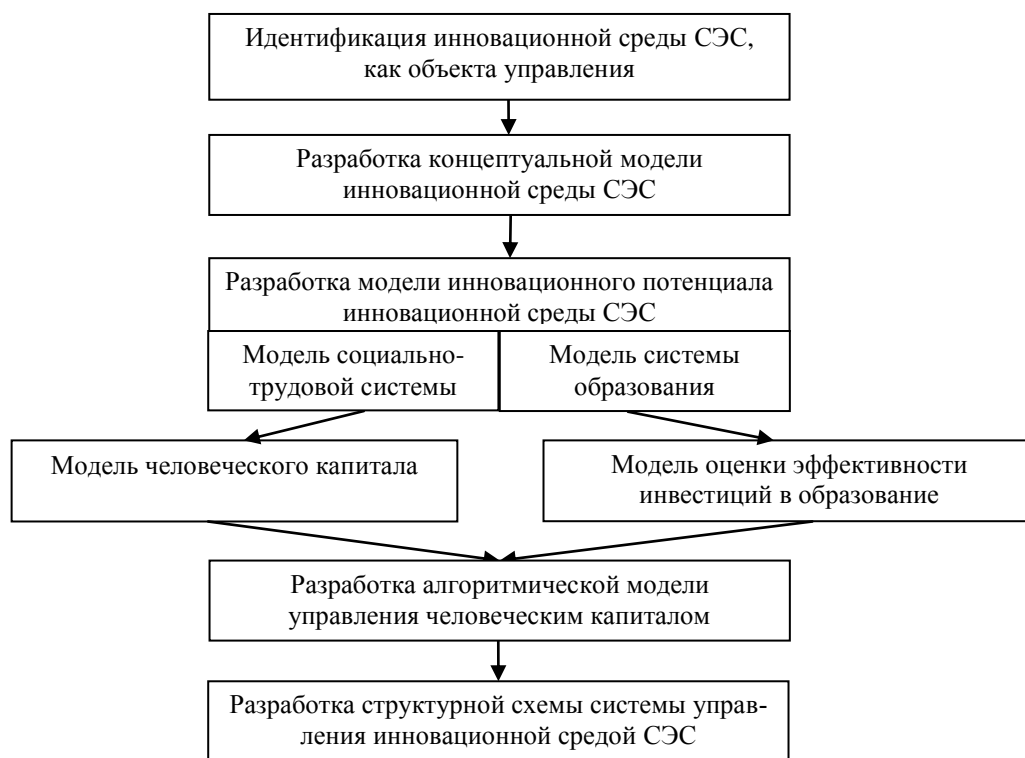 Идентификация инновационной среды СЭС,
как объекта управления
Разработка концептуальной модели
инновационной среды СЭС
Разработка модели инновационного потенциала
инновационной среды СЭС
Модель социально-
трудовой системы
Модель системы
образования
Модель человеческого капитала
Модель оценки эффективности
инвестиций в образование
Разработка алгоритмической модели
управления человеческим капиталом
Разработка структурной схемы системы управ-
ления инновационной средой СЭС